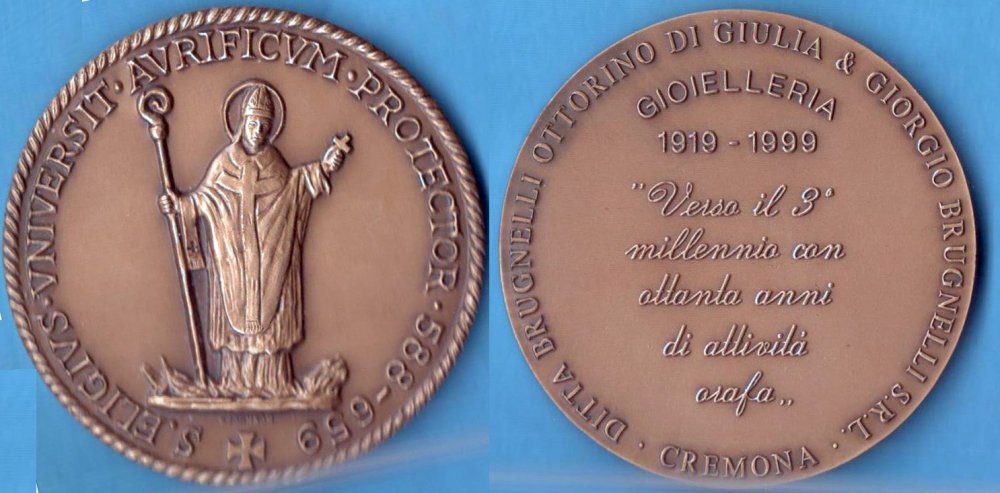 S. ELIGIVS · VNIVERSIT · AVRIFICVM · PROTECTOR · 588-659
DITTA BRUGNELLI OTTORINO DI GIULIA & GIORGIO BRUGNELLI S.R.L.
· CREMONA ·
GIOIELLERIA
1919 - 1999
"Verso il 3°
millennio con
ottanta anni
di attività
orafa„